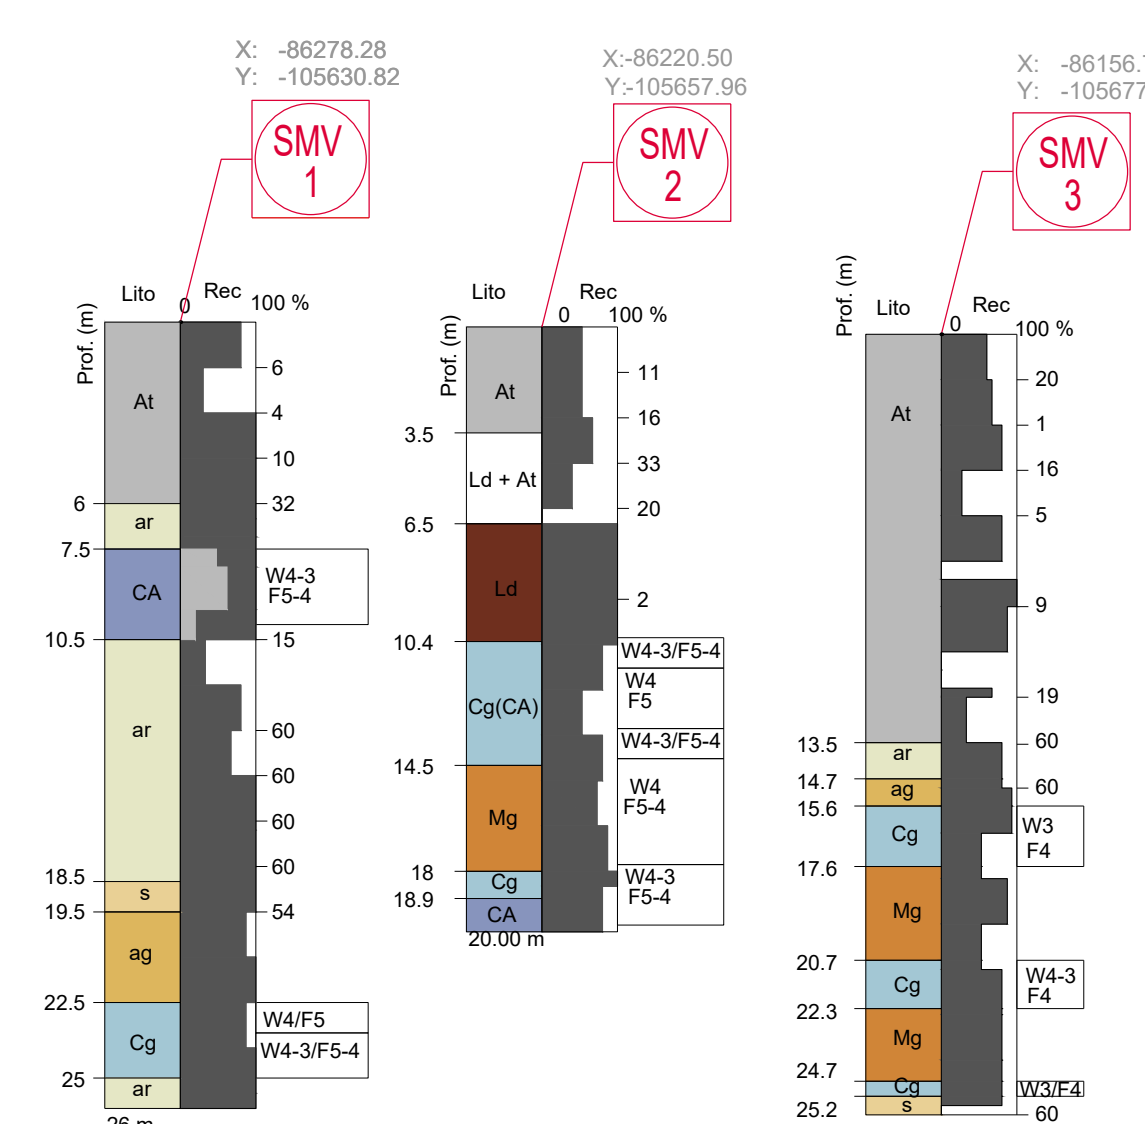 X: -86278.28
Y: -105630.82
SMV
1
Lito
0
Rec
100 %
Prof. (m)
At
6
4
10
6
32
ar
7.5
CA
W4-3
F5-4
10.5
15
ar
60
60
60
60
18.5
s
19.5
54
ag
22.5
W4/F5
Cg
W4-3/F5-4
25
ar
X:-86220.50
Y:-105657.96
SMV
2
Lito
Rec
0
100 %
Prof. (m)
11
At
16
3.5
33
Ld + At
20
6.5
Ld
2
10.4
W4-3/F5-4
W4
F5
Cg(CA)
W4-3/F5-4
14.5
W4
F5-4
Mg
18
Cg
W4-3
F5-4
18.9
CA
20.00 m
X: -86156.
Y: -105677
SMV
3
Prof. (m)
Lito
Rec
0
100 %
20
At
1
16
5
9
19
13.5
60
ar
14.7
60
ag
15.6
W3
F4
Cg
17.6
Mg
20.7
W4-3
F4
Cg
22.3
Mg
24.7
Cg
W3/F4
s
25.2
60